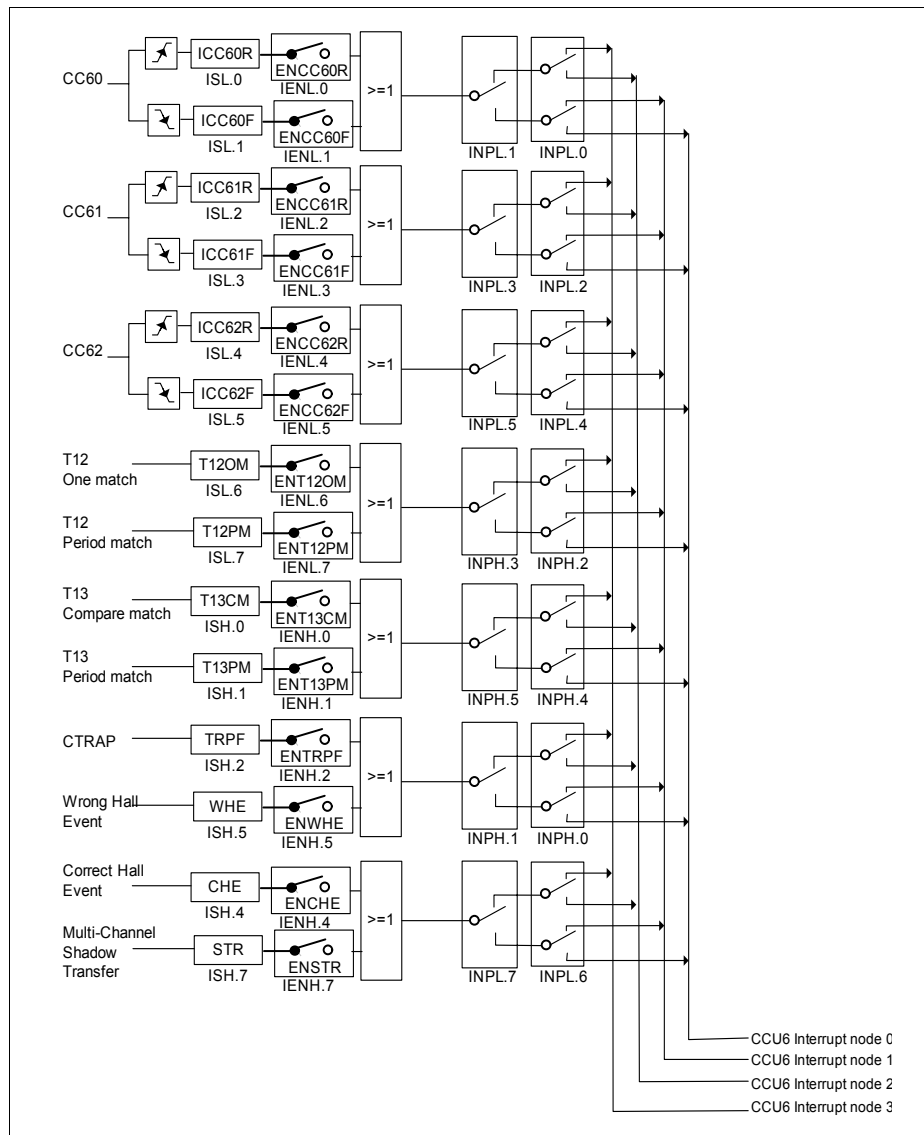 CC60
ICC60R
ISL.0
ENCC60R
IENL.0
ICC60F
ISL.1
ENCC60F
IENL.1
>=1
INPL.1
INPL.0
CC61
ICC61R
ISL.2
ENCC61R
IENL.2
ICC61F
ISL.3
ENCC61F
IENL.3
>=1
INPL.3
INPL.2
CC62
ICC62R
ISL.4
ENCC62R
IENL.4
ICC62F
ISL.5
ENCC62F
IENL.5
>=1
INPL.5
INPL.4
T12
One match
T12OM
ISL.6
ENT12OM
IENL.6
T12
Period match
T12PM
ISL.7
ENT12PM
IENL.7
>=1
INPH.3
INPH.2
T13
Compare match
T13CM
ISH.0
ENT13CM
IENH.0
T13
Period match
T13PM
ISH.1
ENT13PM
IENH.1
>=1
INPH.5
INPH.4
CTRAP
TRPF
ISH.2
ENTRPF
IENH.2
Wrong Hall
Event
WHE
ISH.5
ENWHE
IENH.5
>=1
INPH.1
INPH.0
Correct Hall
Event
CHE
ISH.4
ENCHE
IENH.4
Multi-Channel
Shadow
Transfer
STR
ISH.7
ENSTR
IENH.7
>=1
INPL.7
INPL.6
CCU6 Interrupt node 0
CCU6 Interrupt node 1
CCU6 Interrupt node 2
CCU6 Interrupt node 3